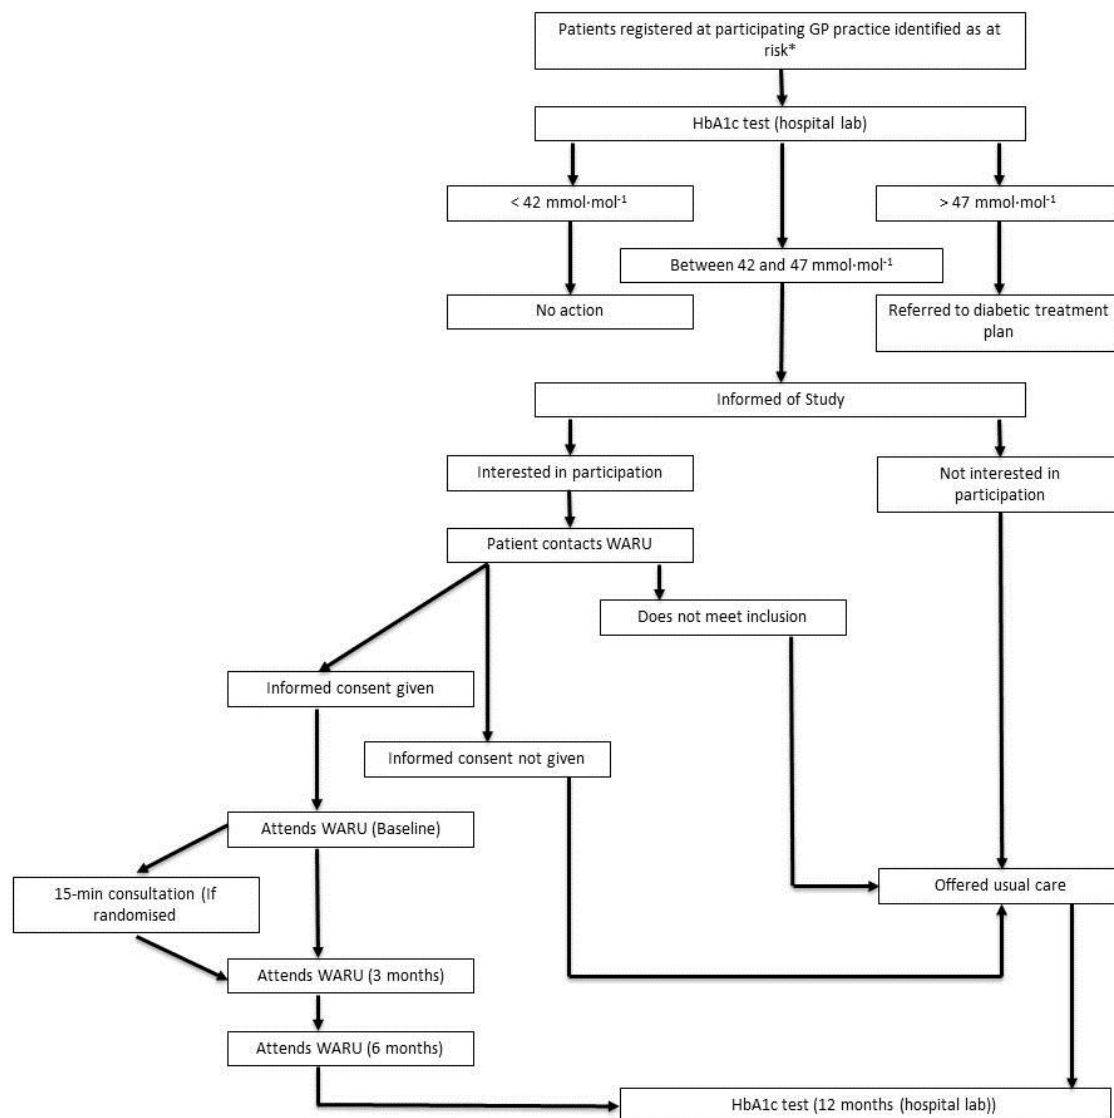 Patients registered at participating GP practice identified as at
risk*
HbA1c test (hospital lab)
< 42 mmol·mol⁻¹
> 47 mmol·mol⁻¹
Between 42 and 47 mmol·mol⁻¹
No action
Referred to diabetic treatment
plan
Informed of Study
Interested in participation
Not interested in
participation
Patient contacts WARU
Does not meet inclusion
Informed consent given
Informed consent not given
Attends WARU (Baseline)
15-min consultation (If
randomised
Offered usual care
Attends WARU (3 months)
Attends WARU (6 months)
HbA1c test (12 months (hospital lab))